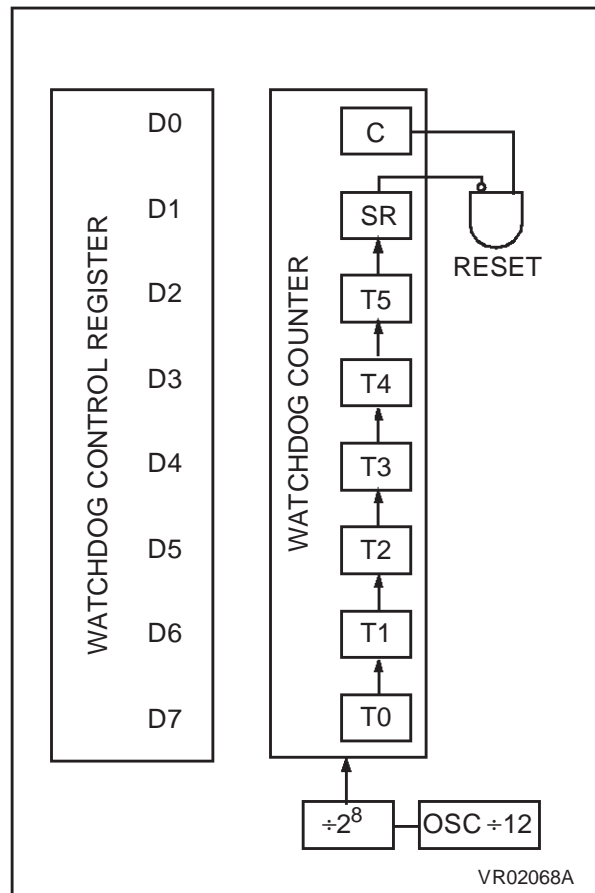 WATCHDOG CONTROL REGISTER
D0
D1
D2
D3
D4
D5
D6
D7
WATCHDOG COUNTER
C
SR
T5
T4
T3
T2
T1
T0
RESET
÷2⁸
OSC ÷12
VR02068A